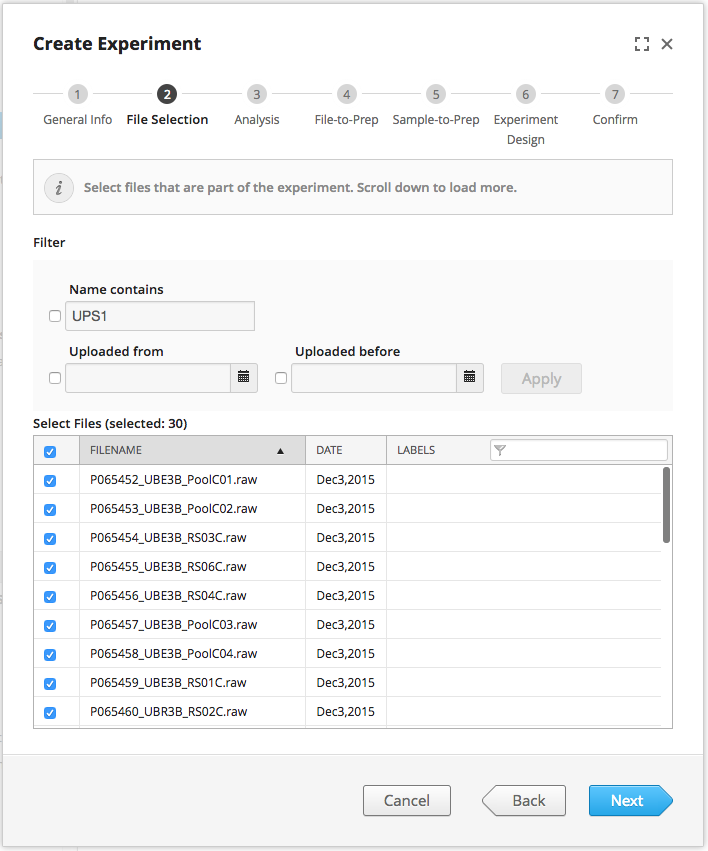 Create Experiment
1 2 3 4 5 6 7
General Info File Selection Analysis File-to-Prep Sample-to-Prep Experiment Design Confirm
i Select files that are part of the experiment. Scroll down to load more.
Filter
Name contains
UPS1
Uploaded from Uploaded before
Apply
Select Files (selected: 30)
FILENAME ▲ DATE LABELS
P065452_UBE3B_PoolC01.raw Dec3,2015
P065453_UBE3B_PoolC02.raw Dec3,2015
P065454_UBE3B_RS03C.raw Dec3,2015
P065455_UBE3B_RS06C.raw Dec3,2015
P065456_UBE3B_RS04C.raw Dec3,2015
P065457_UBE3B_PoolC03.raw Dec3,2015
P065458_UBE3B_PoolC04.raw Dec3,2015
P065459_UBE3B_RS01C.raw Dec3,2015
P065460_UBR3B_RS02C.raw Dec3,2015
Cancel Back Next